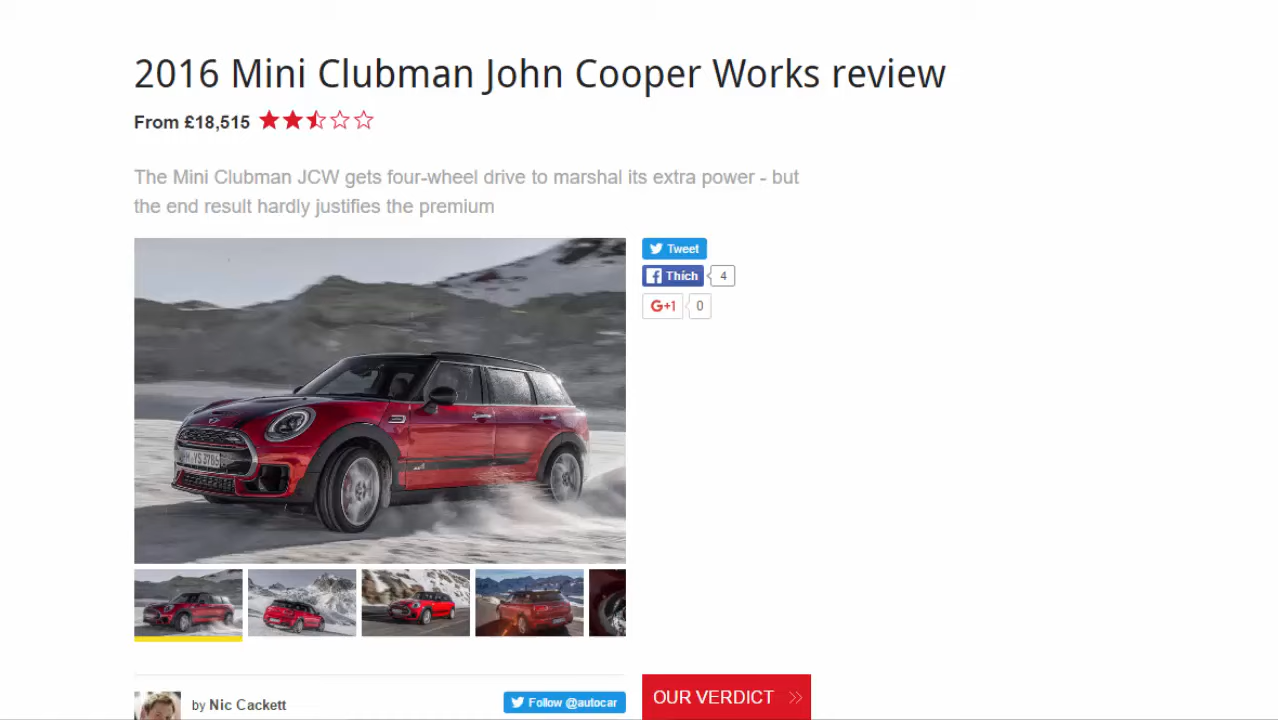 2016 Mini Clubman John Cooper Works review
From £18,515
The Mini Clubman JCW gets four-wheel drive to marshal its extra power - but
the end result hardly justifies the premium
Tweet
Thích 4
G+1 0
by Nic Cackett
Follow @autocar
OUR VERDICT